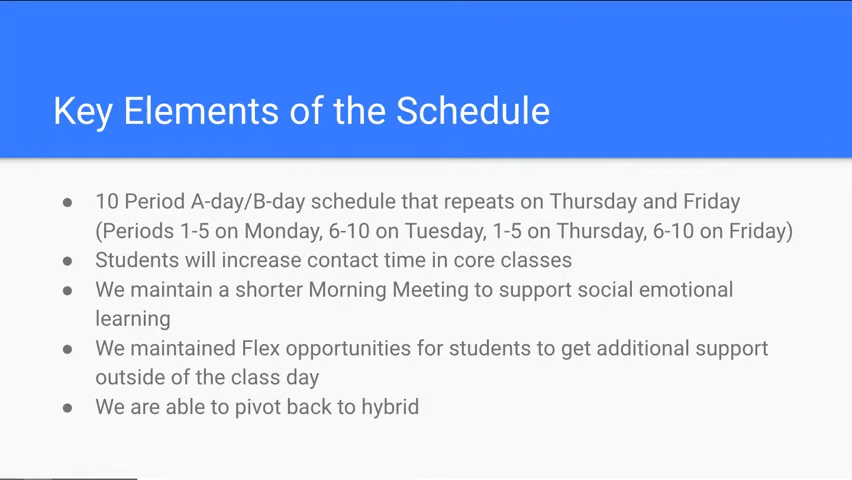 Key Elements of the Schedule
● 10 Period A-day/B-day schedule that repeats on Thursday and Friday
(Periods 1-5 on Monday, 6-10 on Tuesday, 1-5 on Thursday, 6-10 on Friday)
● Students will increase contact time in core classes
● We maintain a shorter Morning Meeting to support social emotional
learning
● We maintained Flex opportunities for students to get additional support
outside of the class day
● We are able to pivot back to hybrid